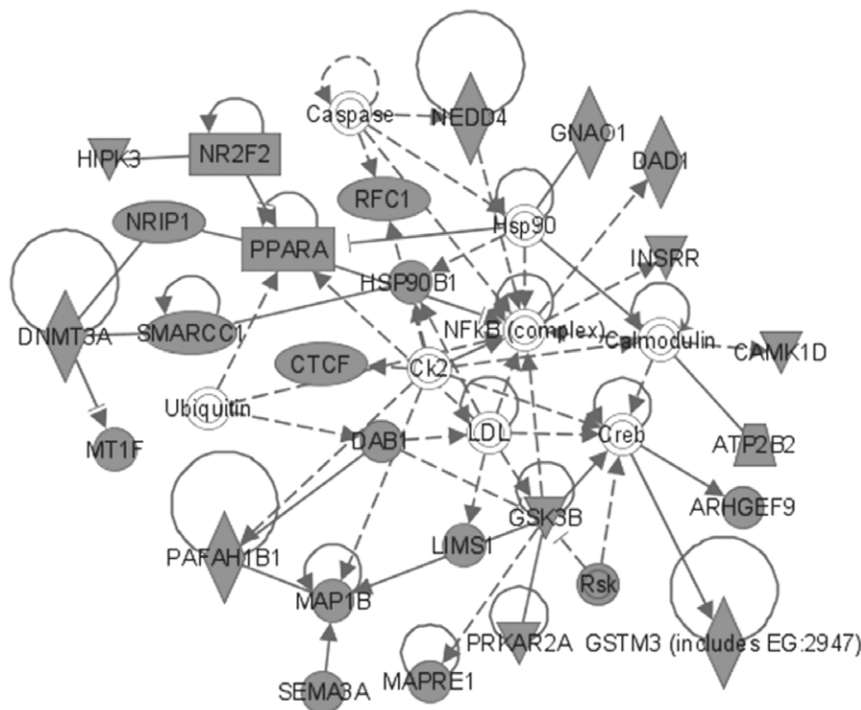 Caspase
NEDD4
GNAO1
HIPK3
NR2F2
DAD1
RFC1
NRIP1
Hsp90
PPARA
INSRR
HSP90B1
DNMT3A
SMARCC1
NFkB (complex)
Calmodulin
CAMK1D
CTCF
Ck2
Ubiquitin
LDL
Creb
MT1F
DAB1
ATP2B2
ARHGEF9
GSK3B
PAFAH1B1
LIMS1
Rsk
MAP1B
PRKAR2A
GSTM3 (includes EG:2947)
SEMA3A
MAPRE1